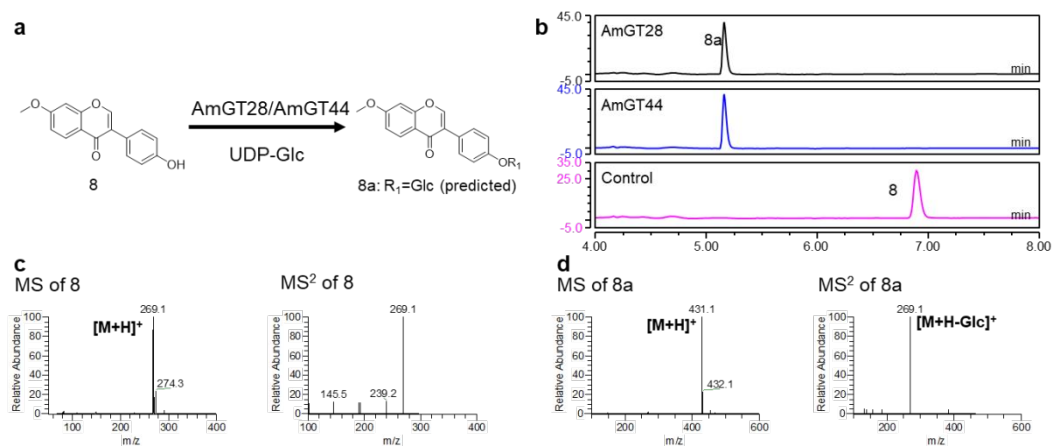 a
O
O
O
OH
8
AmGT28/AmGT44
UDP-Glc
O
O
O
OR₁
8a: R₁=Glc (predicted)
b
45.0
AmGT28
8a
min
-5.0
45.0
AmGT44
min
-5.0
35.0
25.0
Control
8
min
-5.0
4.00 5.00 6.00 7.00 8.00
c
MS of 8
269.1
[M+H]⁺
274.3
Relative Abundance
100
80
60
40
20
0
100 200 300 400
m/z
MS² of 8
269.1
145.5
239.2
Relative Abundance
100
80
60
40
20
0
100 200 300 400
m/z
d
MS of 8a
431.1
[M+H]⁺
432.1
Relative Abundance
100
80
60
40
20
0
200 400 600
m/z
MS² of 8a
269.1
[M+H-Glc]⁺
Relative Abundance
100
80
60
40
20
0
200 400 600
m/z